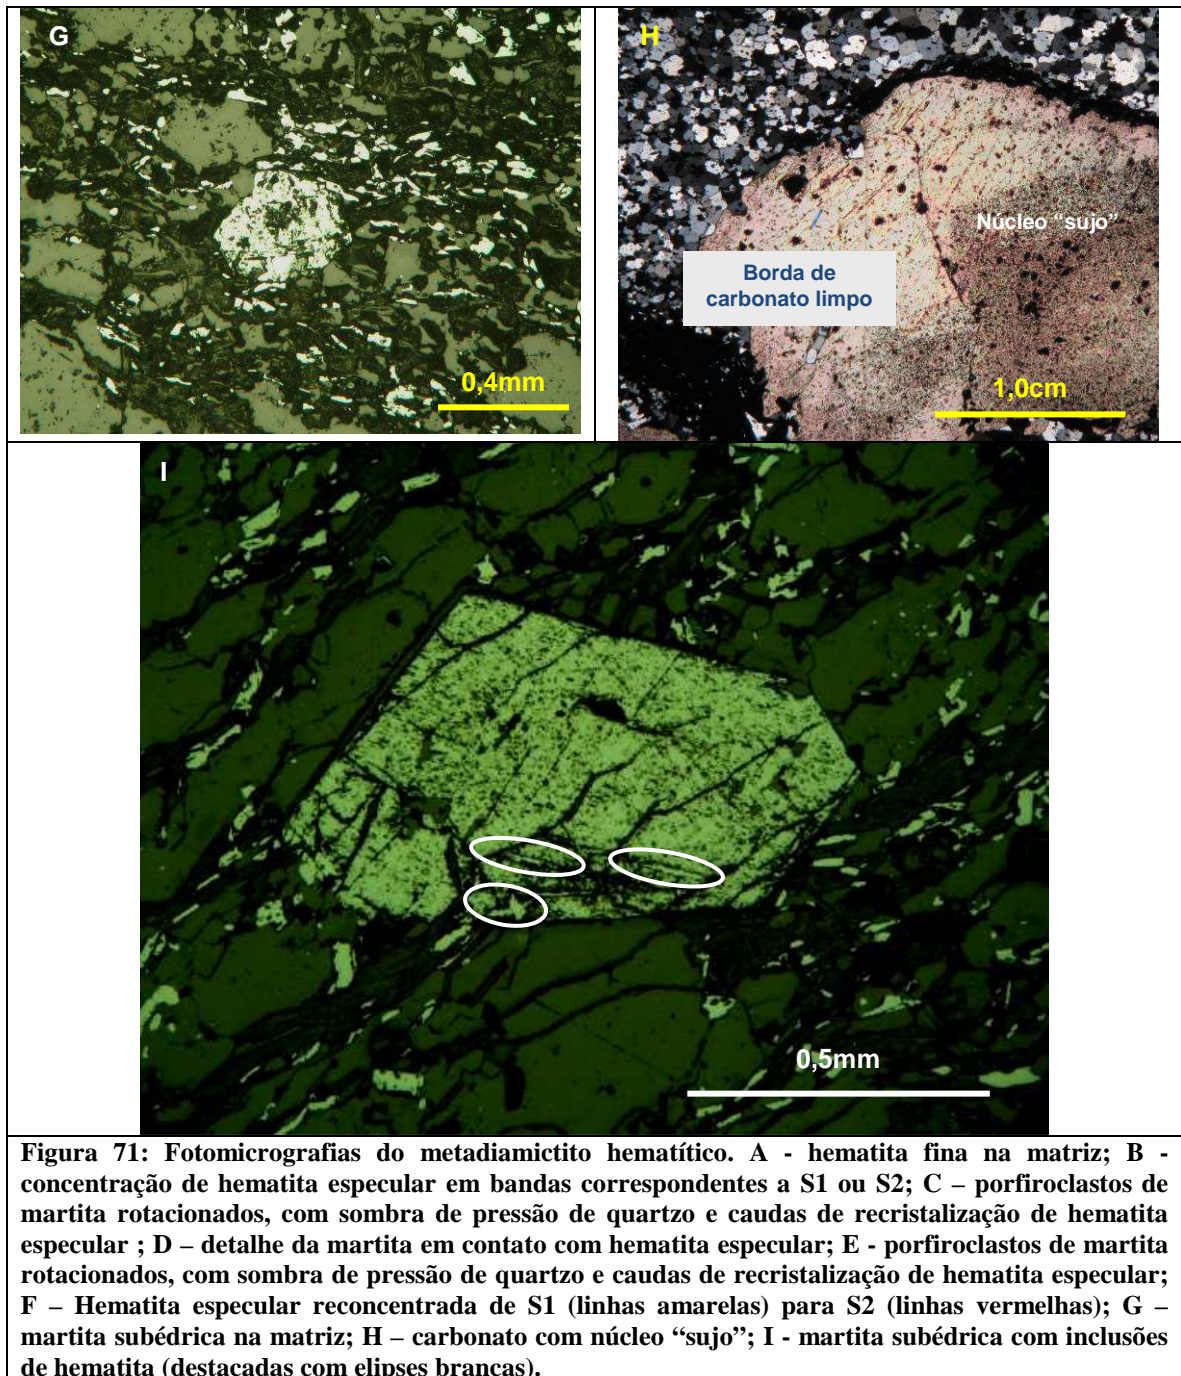 G
0,4mm
H
Núcleo “sujo”
Borda de
carbonato limpo
1,0cm
I
0,5mm
Figura 71: Fotomicrografias do metadiamictito hematítico. A - hematita fina na matriz; B -
concentração de hematita especular em bandas correspondentes a S1 ou S2; C – porfiroclastos de
martita rotacionados, com sombra de pressão de quartzo e caudas de recristalização de hematita
especular ; D – detalhe da martita em contato com hematita especular; E - porfiroclastos de martita
rotacionados, com sombra de pressão de quartzo e caudas de recristalização de hematita especular;
F – Hematita especular reconcentrada de S1 (linhas amarelas) para S2 (linhas vermelhas); G –
martita subédrica na matriz; H – carbonato com núcleo “sujo”; I - martita subédrica com inclusões
de hematita (destacadas com elipses brancas).